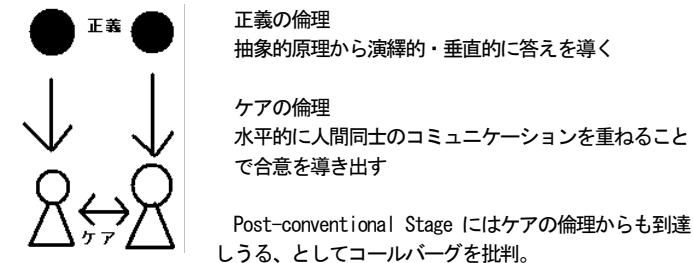 正義
ケア
正義の倫理
抽象的原理から演繹的・垂直的に答えを導く
ケアの倫理
水平的に人間同士のコミュニケーションを重ねること
で合意を導き出す
Post-conventional Stage にはケアの倫理からも到達
しうる、としてコールバーグを批判。